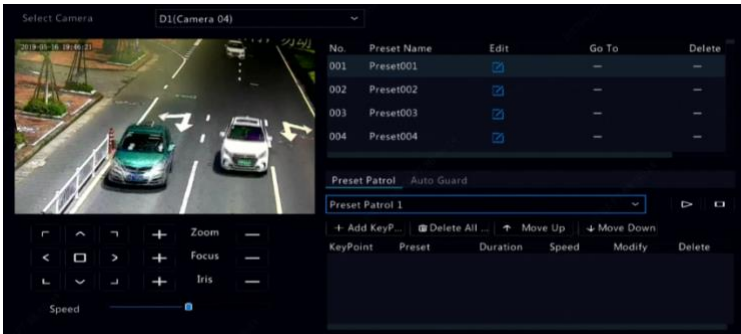 Select Camera D1(Camera 04)
2019-05-16 19:46:21
No. Preset Name Edit Go To Delete
001 Preset001
002 Preset002
003 Preset003
004 Preset004
Preset Patrol Auto Guard
Preset Patrol 1
+ Add KeyP... Delete All ... ↑ Move Up ↓ Move Down
KeyPoint Preset Duration Speed Modify Delete
+ Zoom —
+ Focus —
+ Iris —
Speed